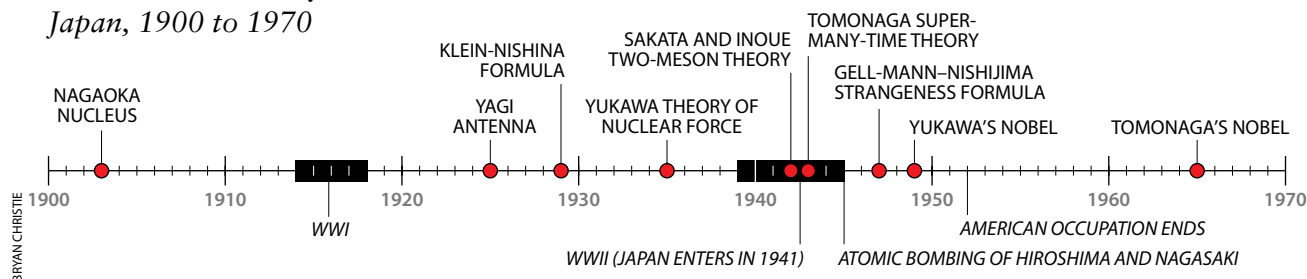 Japan, 1900 to 1970
NAGAOKA
NUCLEUS
YAGI
ANTENNA
KLEIN-NISHINA
FORMULA
YUKAWA THEORY OF
NUCLEAR FORCE
SAKATA AND INOUE
TWO-MESON THEORY
TOMONAGA SUPER-
MANY-TIME THEORY
GELL-MANN–NISHIJIMA
STRANGENESS FORMULA
YUKAWA'S NOBEL
TOMONAGA'S NOBEL
1900 1910 1920 1930 1940 1950 1960 1970
WWI
WWII (JAPAN ENTERS IN 1941)
ATOMIC BOMBING OF HIROSHIMA AND NAGASAKI
AMERICAN OCCUPATION ENDS
BRYAN CHRISTIE